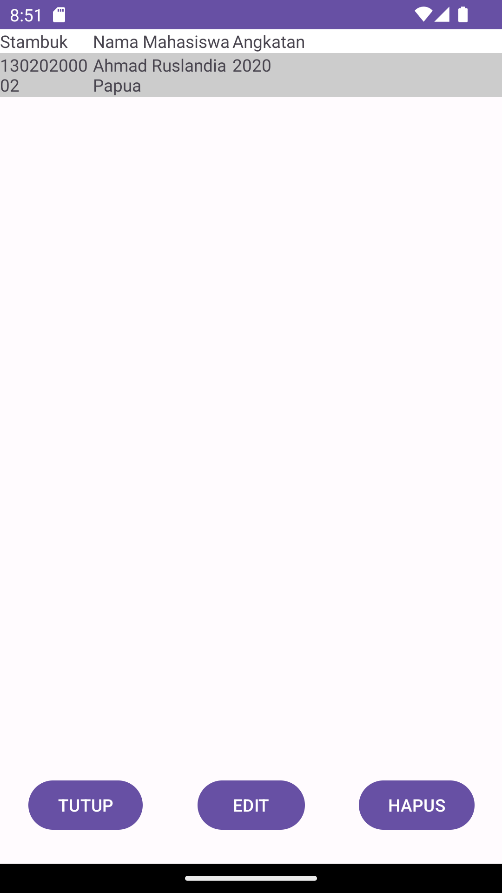 8:51
Stambuk Nama Mahasiswa Angkatan
130202000 Ahmad Ruslandia 2020
02 Papua
TUTUP EDIT HAPUS